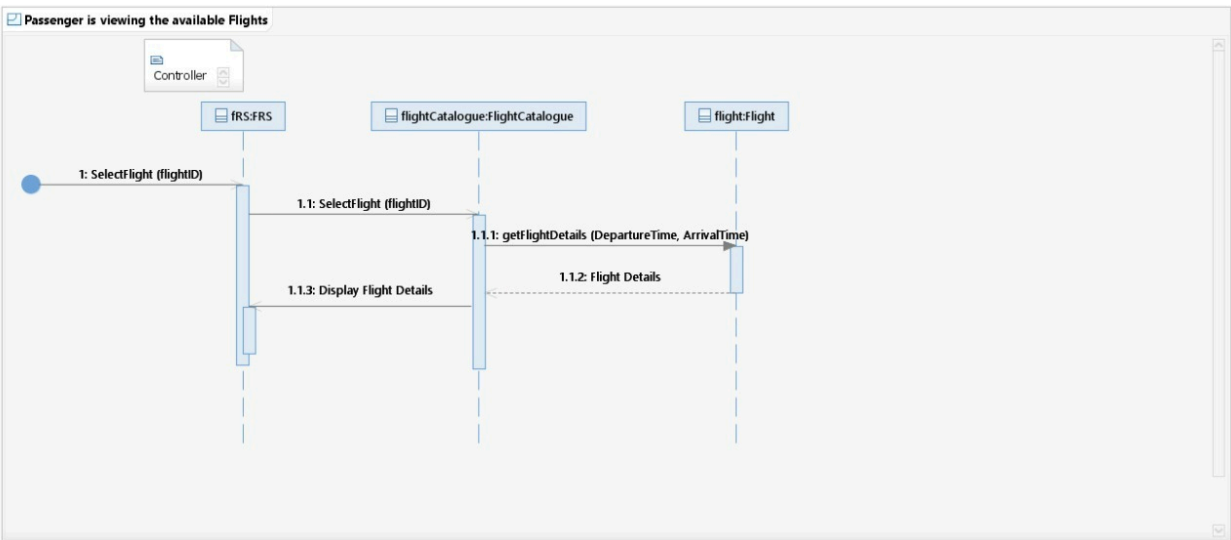 Passenger is viewing the available Flights
Controller
fRS:FRS
flightCatalogue:FlightCatalogue
flight:Flight
1: SelectFlight (flightID)
1.1: SelectFlight (flightID)
1.1.1: getFlightDetails (DepartureTime, ArrivalTime)
1.1.2: Flight Details
1.1.3: Display Flight Details